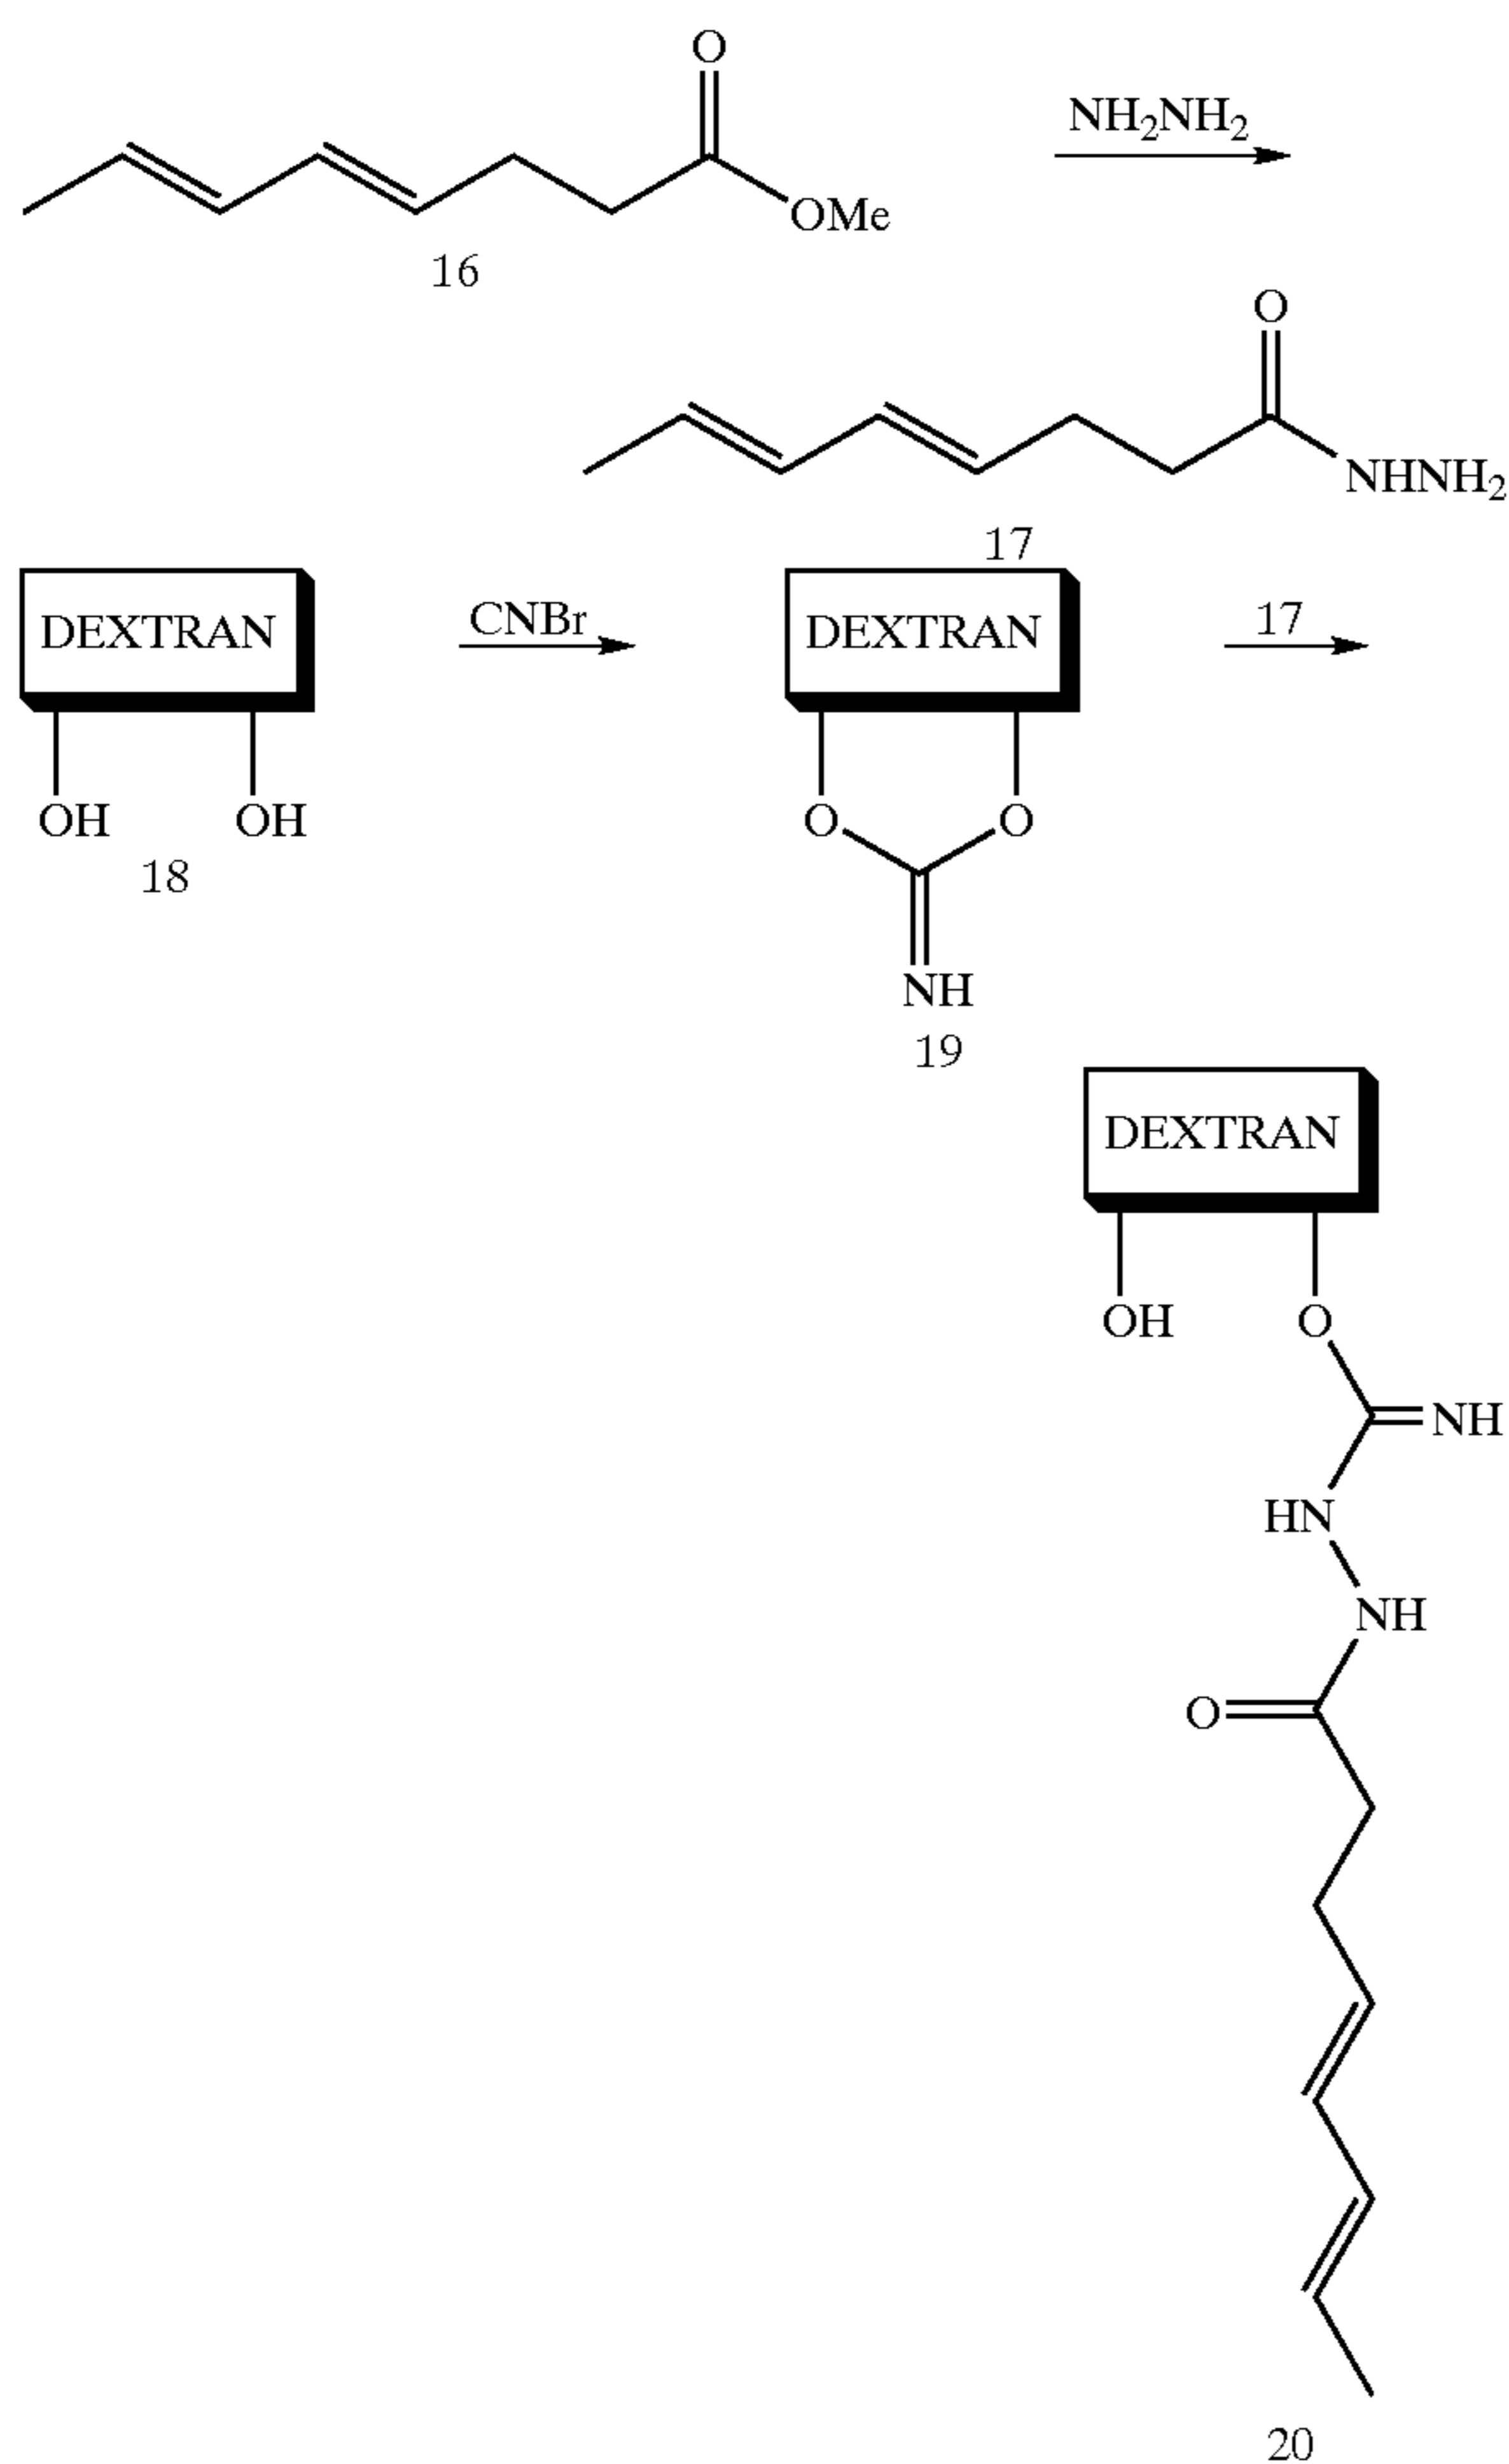 O
NH2NH2
OMe
16
O
NHNH2
17
DEXTRAN CNBr DEXTRAN 17
OH OH O O
18
NH
19
DEXTRAN
OH O
NH
HN
NH
O
20